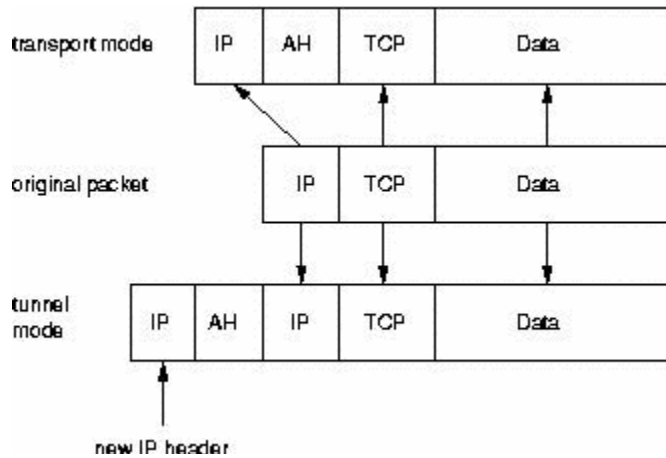 transport mode IP AH TCP Data
original packet IP TCP Data
tunnel
mode IP AH IP TCP Data
new IP header